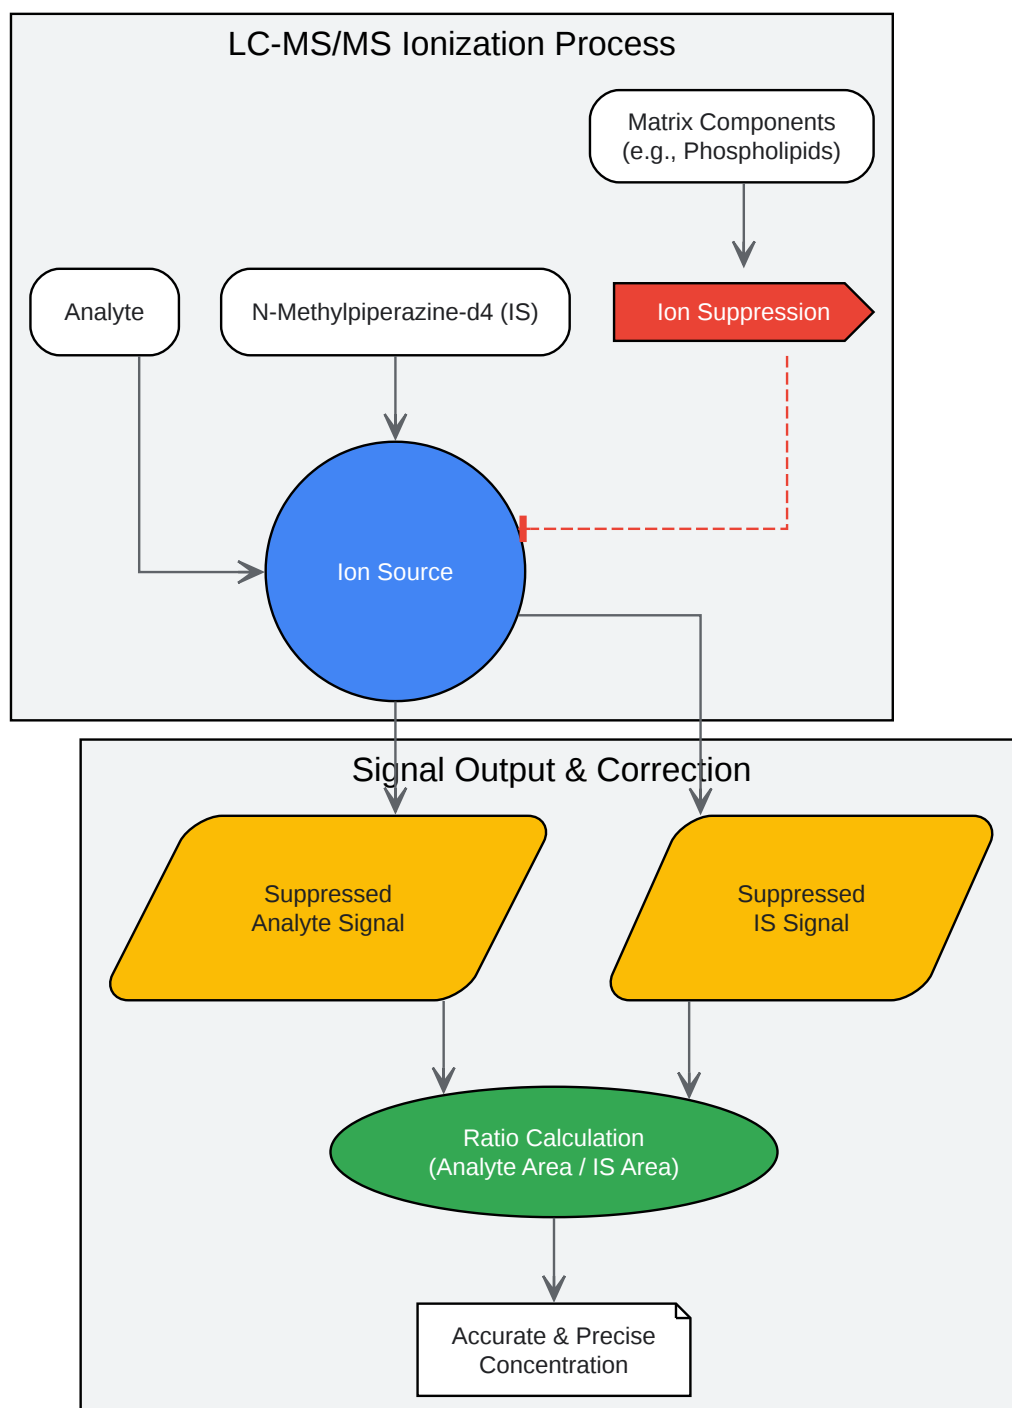 LC-MS/MS Ionization Process
Matrix Components
(e.g., Phospholipids)
Analyte
N-Methylpiperazine-d4 (IS)
Ion Suppression
Ion Source
Signal Output & Correction
Suppressed
Analyte Signal
Suppressed
IS Signal
Ratio Calculation
(Analyte Area / IS Area)
Accurate & Precise
Concentration